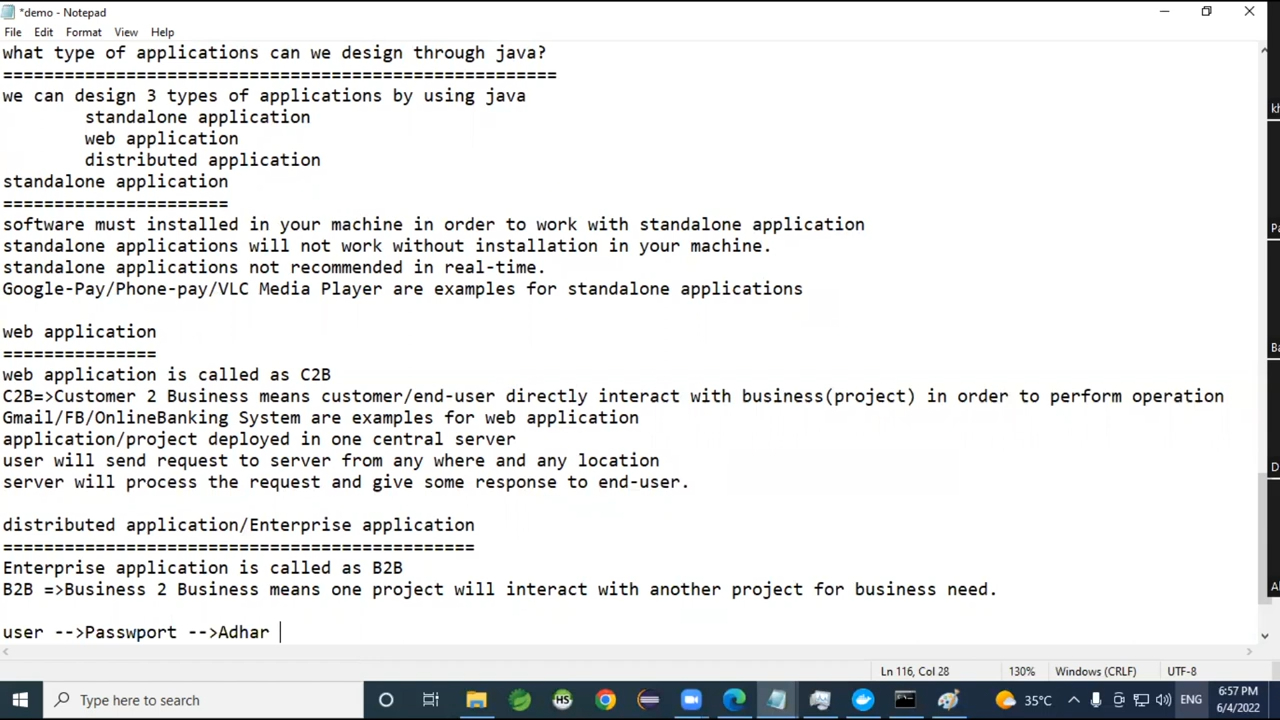 *demo - Notepad
File Edit Format View Help
what type of applications can we design through java?
======================================================
we can design 3 types of applications by using java
standalone application
web application
distributed application
standalone application
======================
software must installed in your machine in order to work with standalone application
standalone applications will not work without installation in your machine.
standalone applications not recommended in real-time.
Google-Pay/Phone-pay/VLC Media Player are examples for standalone applications
web application
===============
web application is called as C2B
C2B=>Customer 2 Business means customer/end-user directly interact with business(project) in order to perform operation
Gmail/FB/OnlineBanking System are examples for web application
application/project deployed in one central server
user will send request to server from any where and any location
server will process the request and give some response to end-user.
distributed application/Enterprise application
==============================================
Enterprise application is called as B2B
B2B =>Business 2 Business means one project will interact with another project for business need.
user -->Passwport -->Adhar
Ln 116, Col 28 130% Windows (CRLF) UTF-8
Type here to search HS 35°C ENG 6:57 PM
6/4/2022